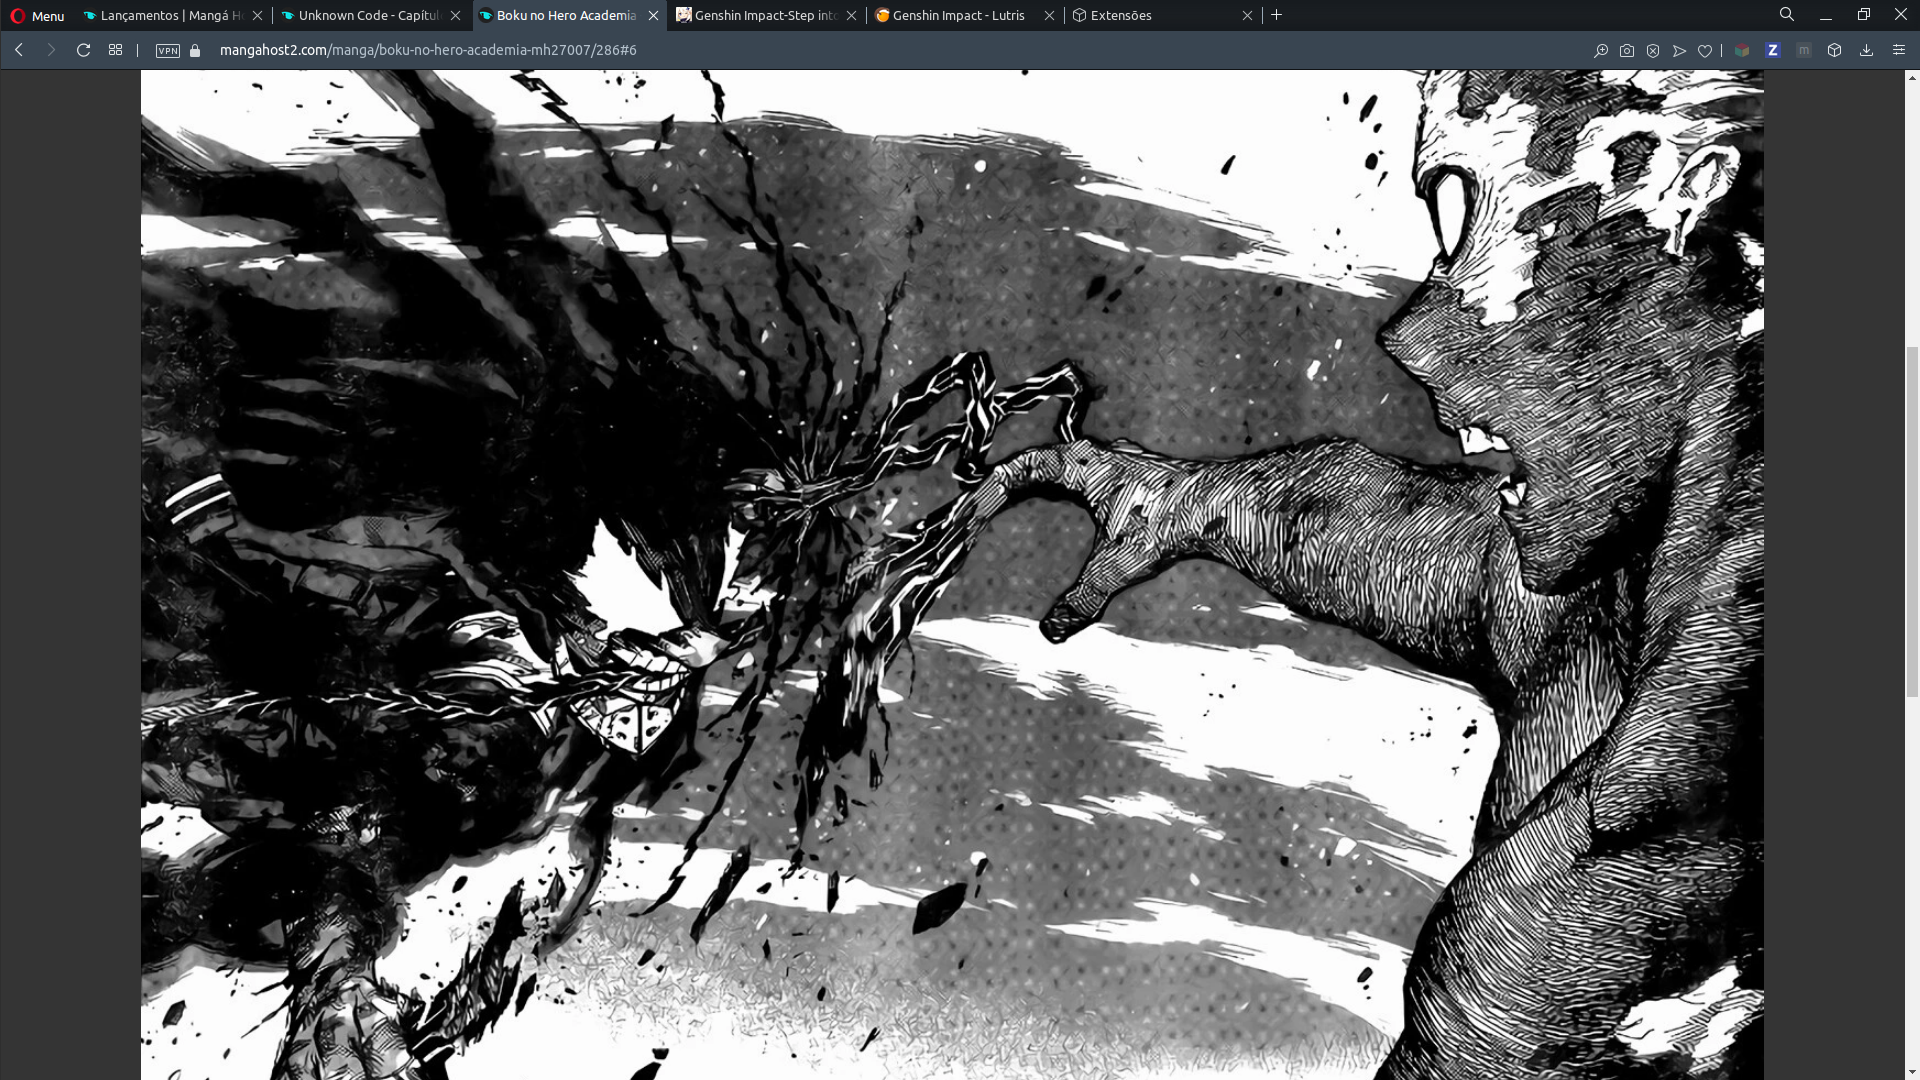 Menu
Lançamentos | Mangá H
Unknown Code - Capítul
Boku no Hero Academia
Genshin Impact-Step into
Genshin Impact - Lutris
Extensões
VPN
mangahost2.com/manga/boku-no-hero-academia-mh27007/286#6
Z
m